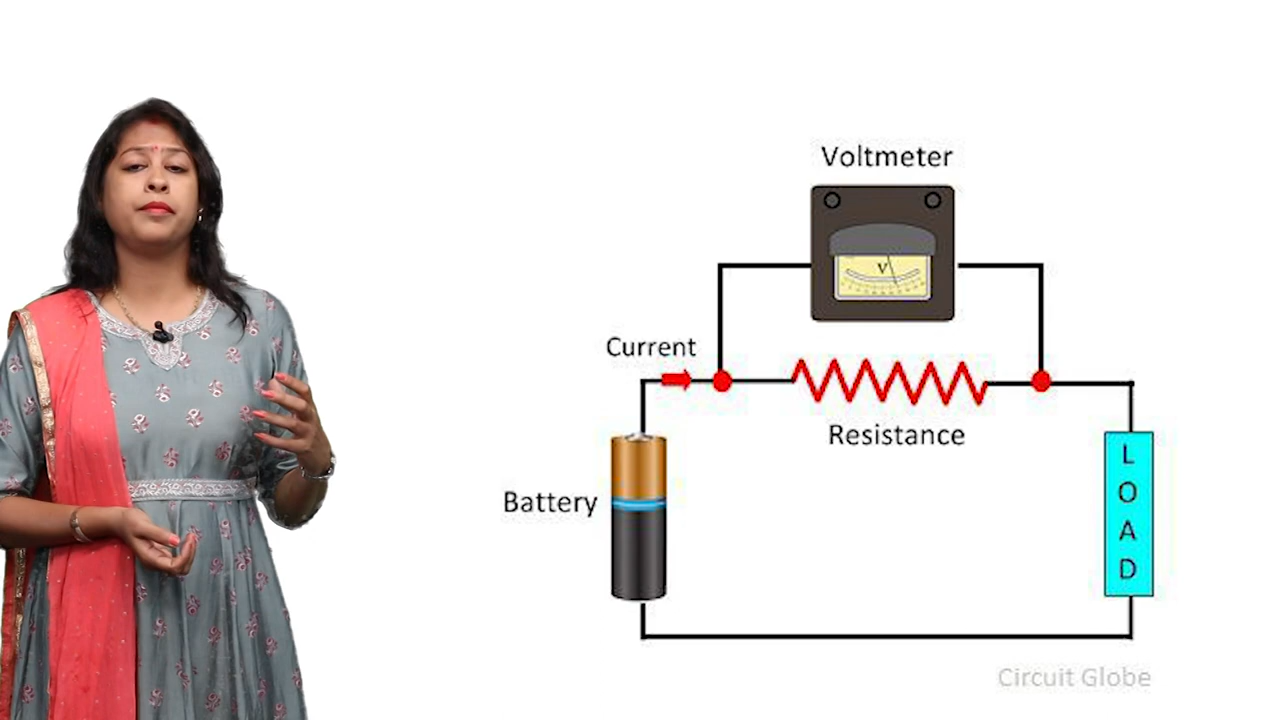 Voltmeter
V
Current
Resistance
Battery
L
O
A
D
Circuit Globe